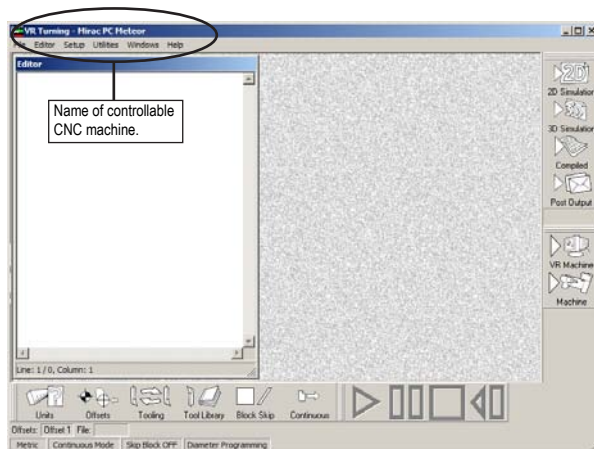 VR Turning - Mirac PC Meteor
File Editor Setup Utilities Windows Help
Editor
Name of controllable
CNC machine.
2D Simulation
3D Simulation
Compiled
Post Output
VR Machine
Machine
Line: 1 / 0, Column: 1
Units Offsets Tooling Tool Library Block Skip Continuous
Offsets: Offset 1 File:
Metric Continuous Mode Skip Block OFF Diameter Programming